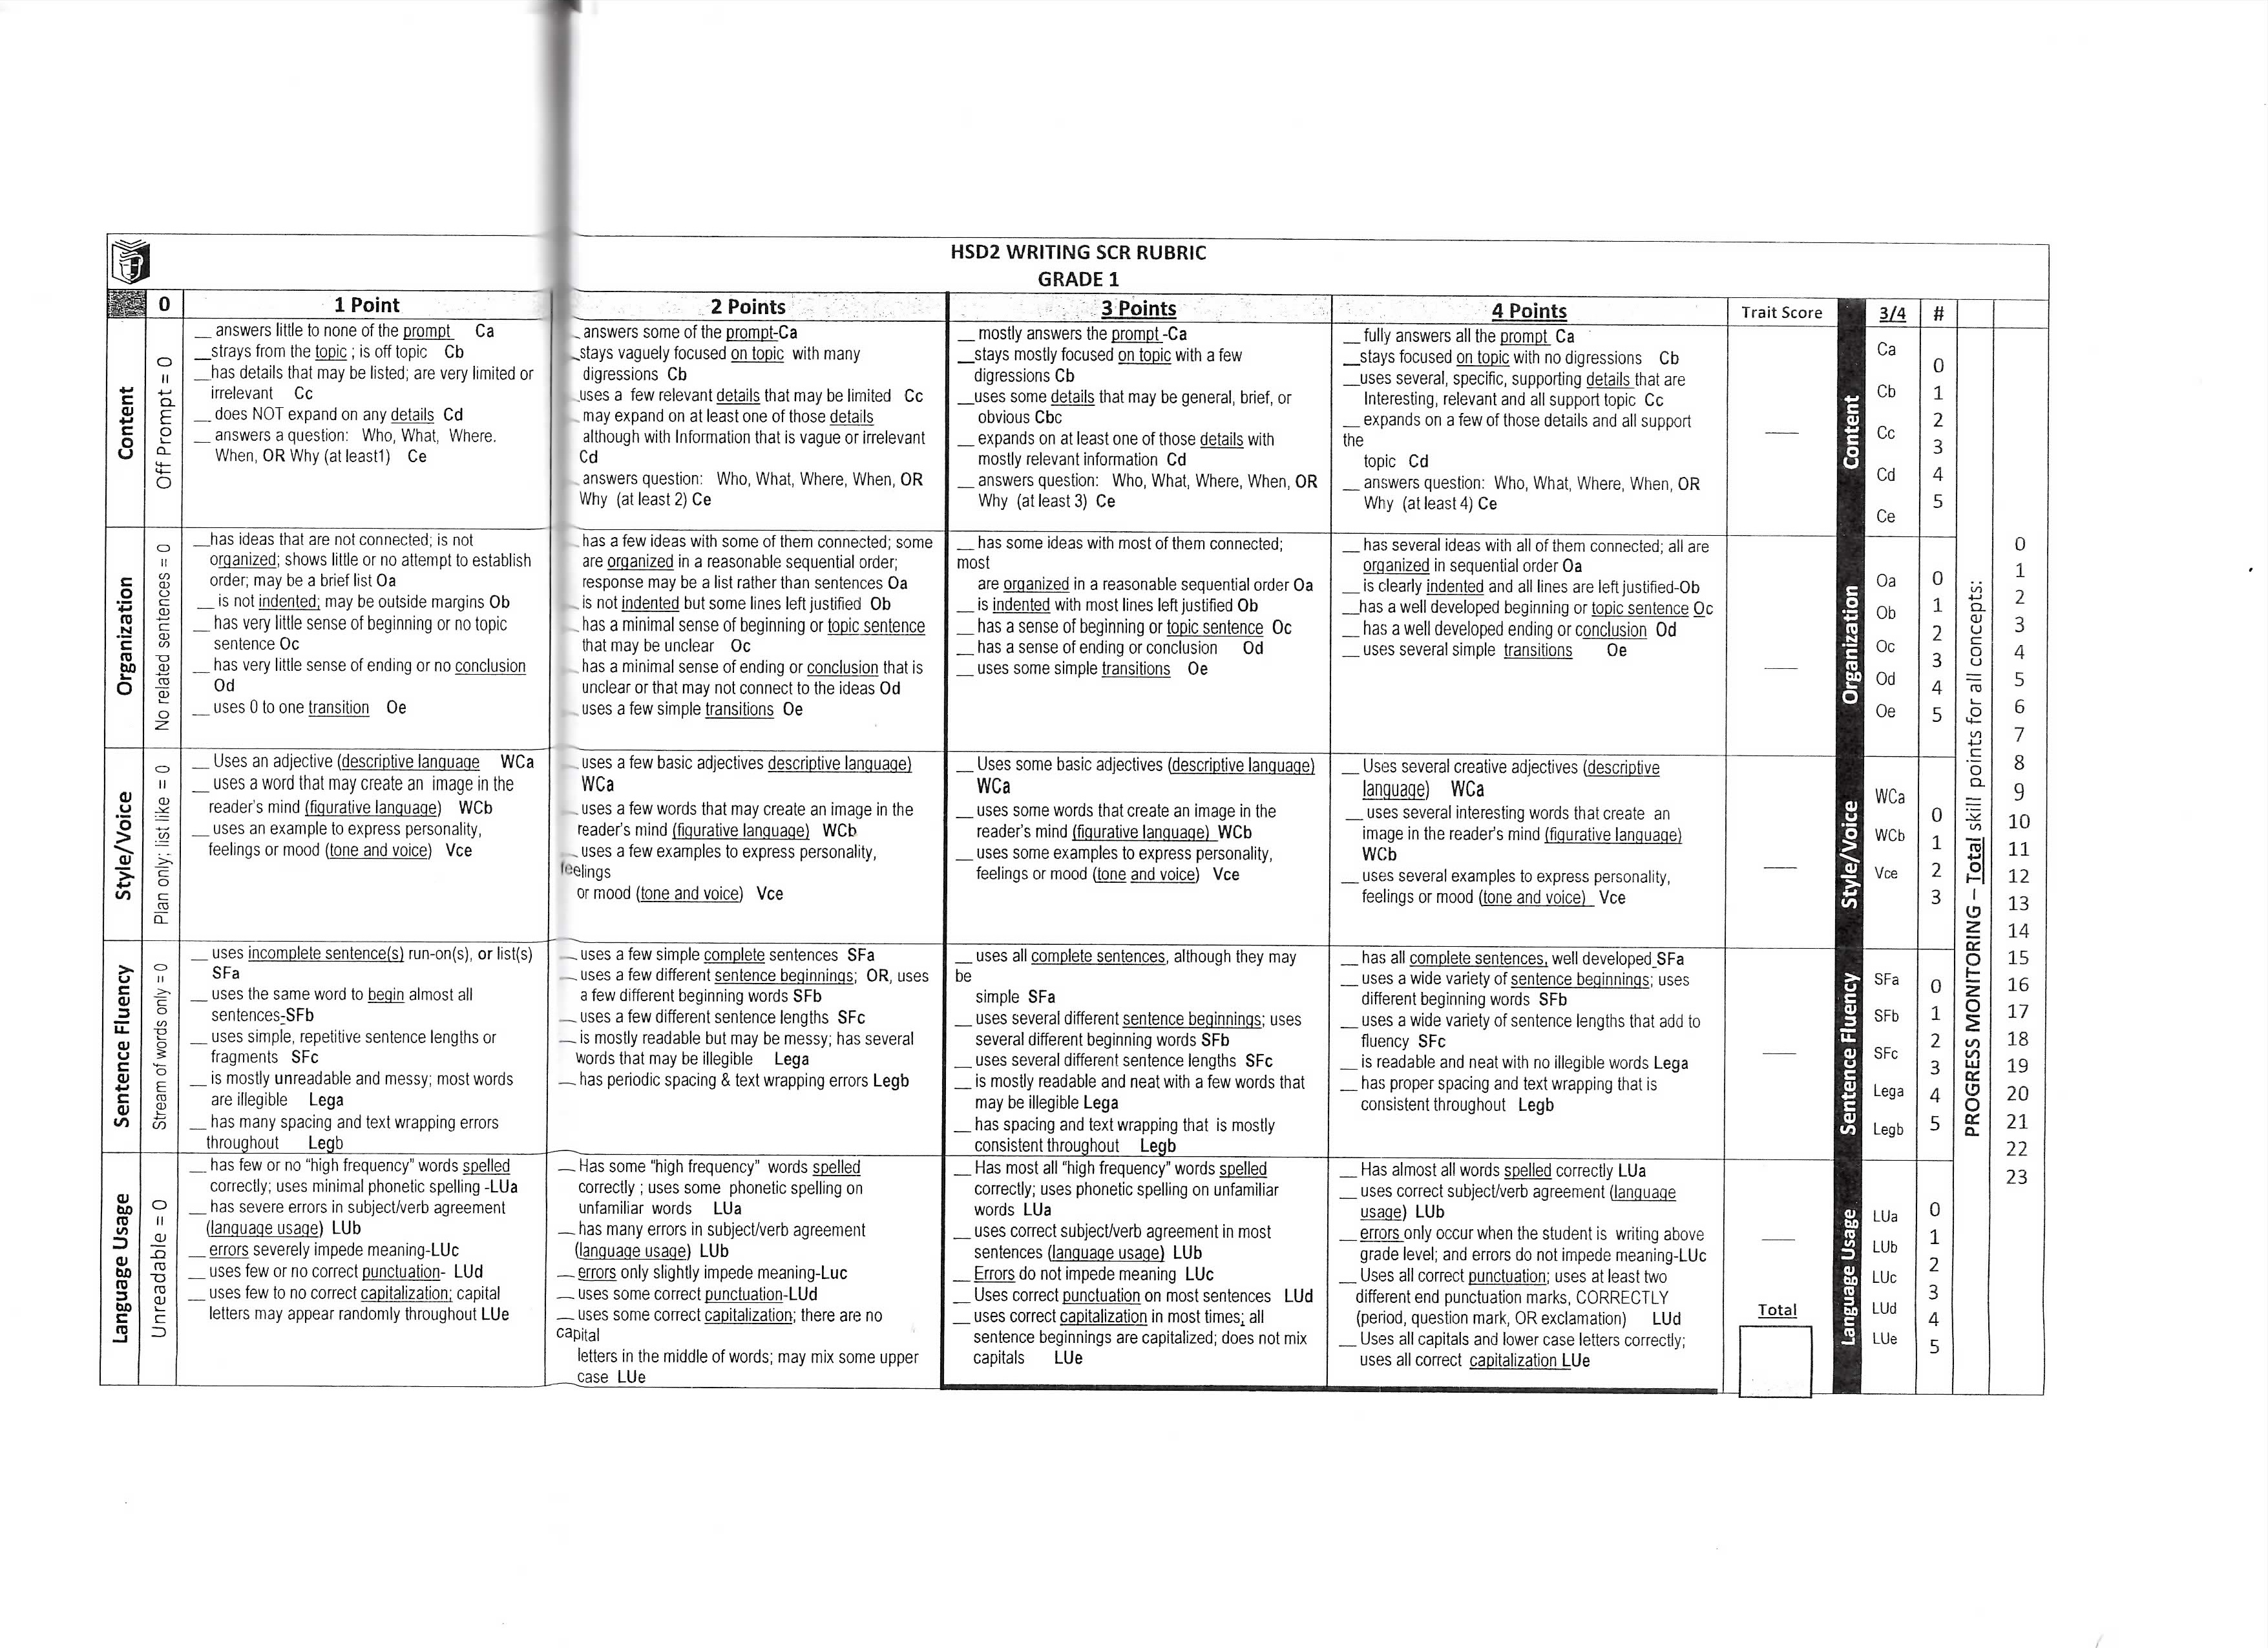 HSD2 WRITING SCR RUBRIC
GRADE 1
0
1 Point
2 Points
3 Points
4 Points
Trait Score
3/4
#
Content
Off Prompt = 0
__ answers little to none of the prompt Ca
__strays from the topic ; is off topic Cb
__has details that may be listed; are very limited or
irrelevant Cc
__ does NOT expand on any details Cd
__ answers a question: Who, What, Where.
When, OR Why (at least1) Ce
answers some of the prompt-Ca
stays vaguely focused on topic with many
digressions Cb
uses a few relevant details that may be limited Cc
may expand on at least one of those details
although with Information that is vague or irrelevant
Cd
answers question: Who, What, Where, When, OR
Why (at least 2) Ce
__ mostly answers the prompt -Ca
__stays mostly focused on topic with a few
digressions Cb
__uses some details that may be general, brief, or
obvious Cbc
__ expands on at least one of those details with
mostly relevant information Cd
__ answers question: Who, What, Where, When, OR
Why (at least 3) Ce
__ fully answers all the prompt Ca
__stays focused on topic with no digressions Cb
__uses several, specific, supporting details that are
Interesting, relevant and all support topic Cc
__ expands on a few of those details and all support
the
topic Cd
__ answers question: Who, What, Where, When, OR
Why (at least 4) Ce
Content
Ca
Cb
Cc
Cd
Ce
0
1
2
3
4
5
Organization
No related sentences = 0
__has ideas that are not connected; is not
organized; shows little or no attempt to establish
order; may be a brief list Oa
__ is not indented; may be outside margins Ob
__ has very little sense of beginning or no topic
sentence Oc
__ has very little sense of ending or no conclusion
Od
__ uses 0 to one transition Oe
has a few ideas with some of them connected; some
are organized in a reasonable sequential order;
response may be a list rather than sentences Oa
is not indented but some lines left justified Ob
has a minimal sense of beginning or topic sentence
that may be unclear Oc
has a minimal sense of ending or conclusion that is
unclear or that may not connect to the ideas Od
uses a few simple transitions Oe
__ has some ideas with most of them connected;
most
are organized in a reasonable sequential order Oa
__ is indented with most lines left justified Ob
__ has a sense of beginning or topic sentence Oc
__ has a sense of ending or conclusion Od
__ uses some simple transitions Oe
__ has several ideas with all of them connected; all are
organized in sequential order Oa
__ is clearly indented and all lines are left justified-Ob
__has a well developed beginning or topic sentence Oc
__ has a well developed ending or conclusion Od
__ uses several simple transitions Oe
Organization
Oa
Ob
Oc
Od
Oe
0
1
2
3
4
5
Style/Voice
Plan only; list like = 0
__ Uses an adjective (descriptive language WCa
__ uses a word that may create an image in the
reader's mind (figurative language) WCb
__ uses an example to express personality,
feelings or mood (tone and voice) Vce
uses a few basic adjectives descriptive language)
WCa
uses a few words that may create an image in the
reader's mind (figurative language) WCb
uses a few examples to express personality,
feelings
or mood (tone and voice) Vce
__ Uses some basic adjectives (descriptive language)
WCa
__ uses some words that create an image in the
reader's mind (figurative language) WCb
__ uses some examples to express personality,
feelings or mood (tone and voice) Vce
__ Uses several creative adjectives (descriptive
language) WCa
__ uses several interesting words that create an
image in the reader's mind (figurative language)
WCb
__ uses several examples to express personality,
feelings or mood (tone and voice) Vce
Style/Voice
WCa
WCb
Vce
0
1
2
3
Sentence Fluency
Stream of words only = 0
__ uses incomplete sentence(s) run-on(s), or list(s)
SFa
__ uses the same word to begin almost all
sentences-SFb
__ uses simple, repetitive sentence lengths or
fragments SFc
__ is mostly unreadable and messy; most words
are illegible Lega
__ has many spacing and text wrapping errors
throughout Legb
__ uses a few simple complete sentences SFa
__ uses a few different sentence beginnings; OR, uses
a few different beginning words SFb
__ uses a few different sentence lengths SFc
__ is mostly readable but may be messy; has several
words that may be illegible Lega
__ has periodic spacing & text wrapping errors Legb
__ uses all complete sentences, although they may
be
simple SFa
__ uses several different sentence beginnings; uses
several different beginning words SFb
__ uses several different sentence lengths SFc
__ is mostly readable and neat with a few words that
may be illegible Lega
__ has spacing and text wrapping that is mostly
consistent throughout Legb
__ has all complete sentences, well developed SFa
__ uses a wide variety of sentence beginnings; uses
different beginning words SFb
__ uses a wide variety of sentence lengths that add to
fluency SFc
__ is readable and neat with no illegible words Lega
__ has proper spacing and text wrapping that is
consistent throughout Legb
Sentence Fluency
SFa
SFb
SFc
Lega
Legb
0
1
2
3
4
5
Language Usage
Unreadable = 0
__ has few or no "high frequency" words spelled
correctly; uses minimal phonetic spelling -LUa
__ has severe errors in subject/verb agreement
(language usage) LUb
__ errors severely impede meaning-LUc
__ uses few or no correct punctuation- LUd
__ uses few to no correct capitalization; capital
letters may appear randomly throughout LUe
__ Has some "high frequency" words spelled
correctly ; uses some phonetic spelling on
unfamiliar words LUa
__ has many errors in subject/verb agreement
(language usage) LUb
__ errors only slightly impede meaning-Luc
__ uses some correct punctuation-LUd
__ uses some correct capitalization; there are no
capital
letters in the middle of words; may mix some upper
case LUe
__ Has most all "high frequency" words spelled
correctly; uses phonetic spelling on unfamiliar
words LUa
__ uses correct subject/verb agreement in most
sentences (language usage) LUb
__ Errors do not impede meaning LUc
__ Uses correct punctuation on most sentences LUd
__ uses correct capitalization in most times; all
sentence beginnings are capitalized; does not mix
capitals LUe
__ Has almost all words spelled correctly LUa
__ uses correct subject/verb agreement (language
usage) LUb
__ errors only occur when the student is writing above
grade level; and errors do not impede meaning-LUc
__ Uses all correct punctuation; uses at least two
different end punctuation marks, CORRECTLY
(period, question mark, OR exclamation) LUd
__ Uses all capitals and lower case letters correctly;
uses all correct capitalization LUe
Total
Language Usage
LUa
LUb
LUc
LUd
LUe
0
1
2
3
4
5
PROGRESS MONITORING – Total skill points for all concepts:
0
1
2
3
4
5
6
7
8
9
10
11
12
13
14
15
16
17
18
19
20
21
22
23